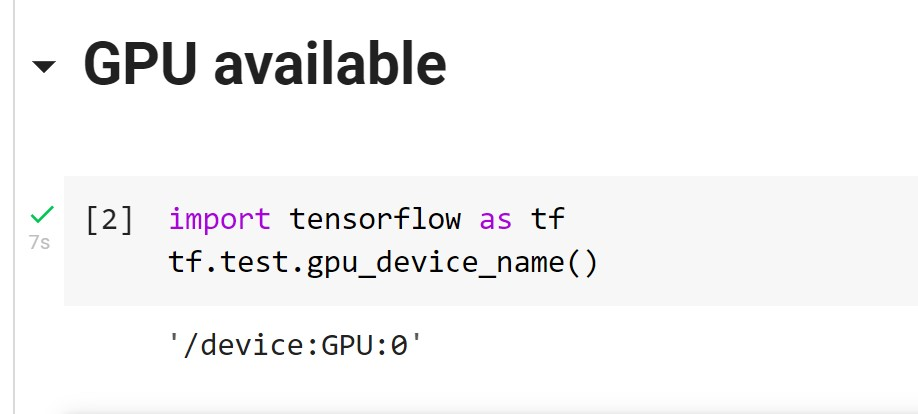 GPU available
[2] import tensorflow as tf
7s
tf.test.gpu_device_name()
'/device:GPU:0'